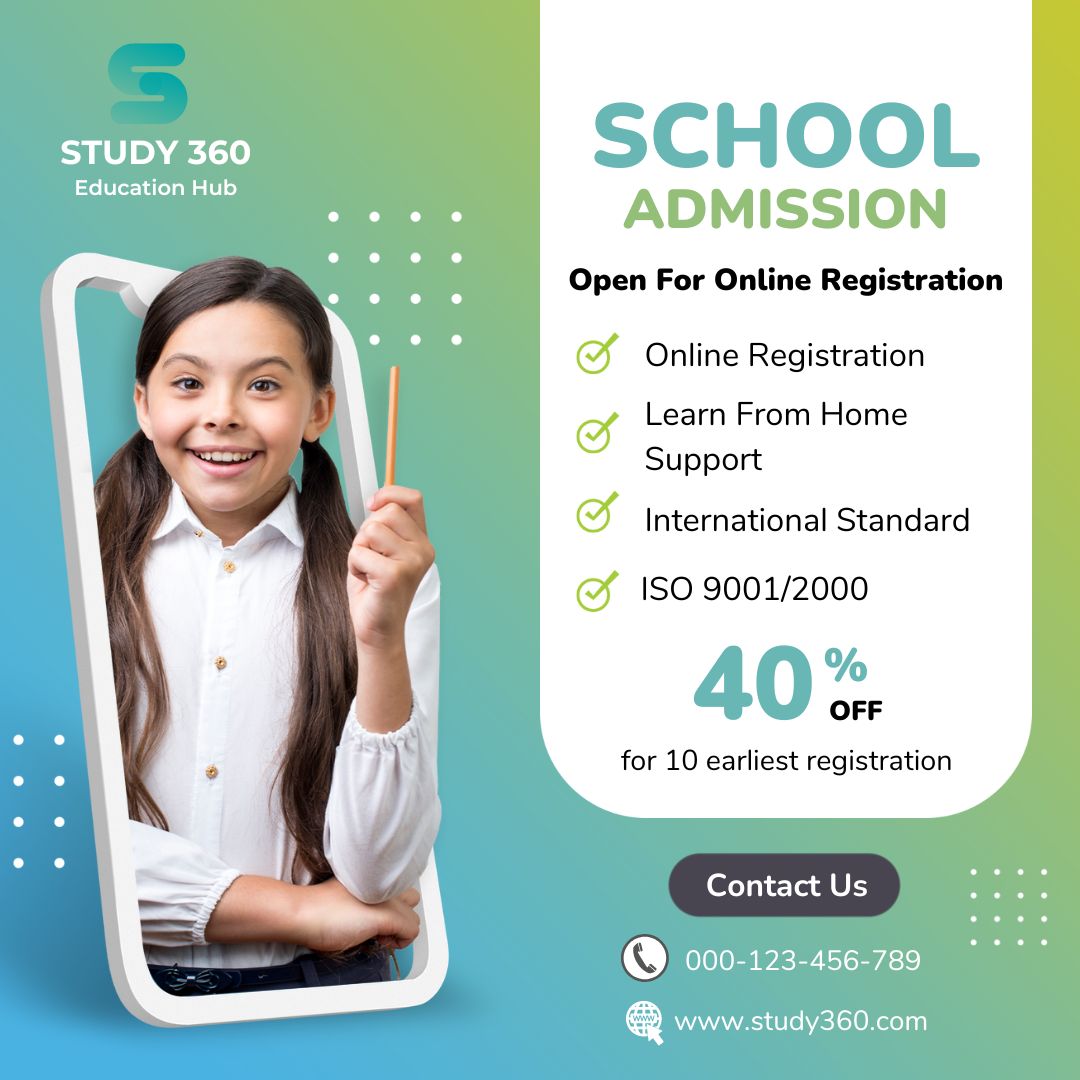 STUDY 360
Education Hub
SCHOOL
ADMISSION
Open For Online Registration
Online Registration
Learn From Home
Support
International Standard
ISO 9001/2000
40%
OFF
for 10 earliest registration
Contact Us
000-123-456-789
www
www.study360.com